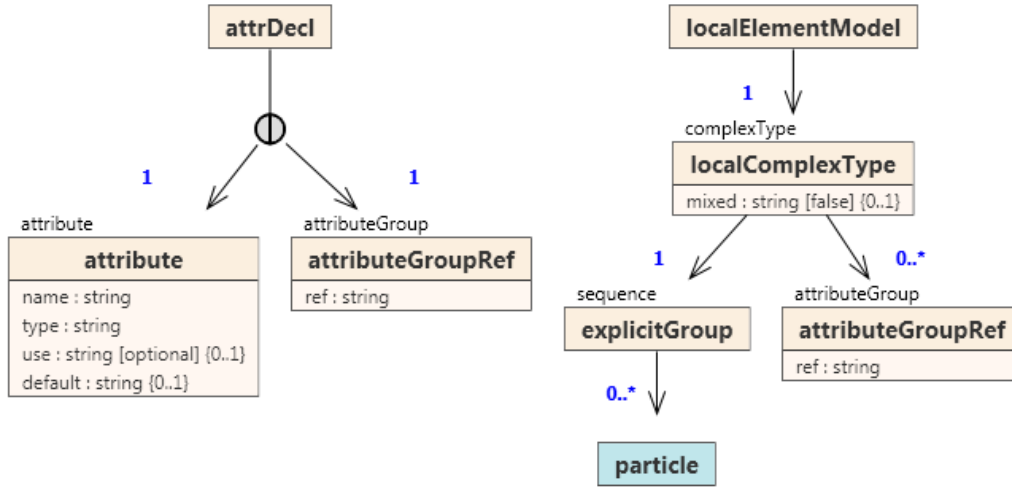 attrDecl
1
1
attribute
attribute
name : string
type : string
use : string [optional] {0..1}
default : string {0..1}
attributeGroup
attributeGroupRef
ref : string
localElementModel
1
complexType
localComplexType
mixed : string [false] {0..1}
1
0..*
sequence
explicitGroup
attributeGroup
attributeGroupRef
ref : string
0..*
particle